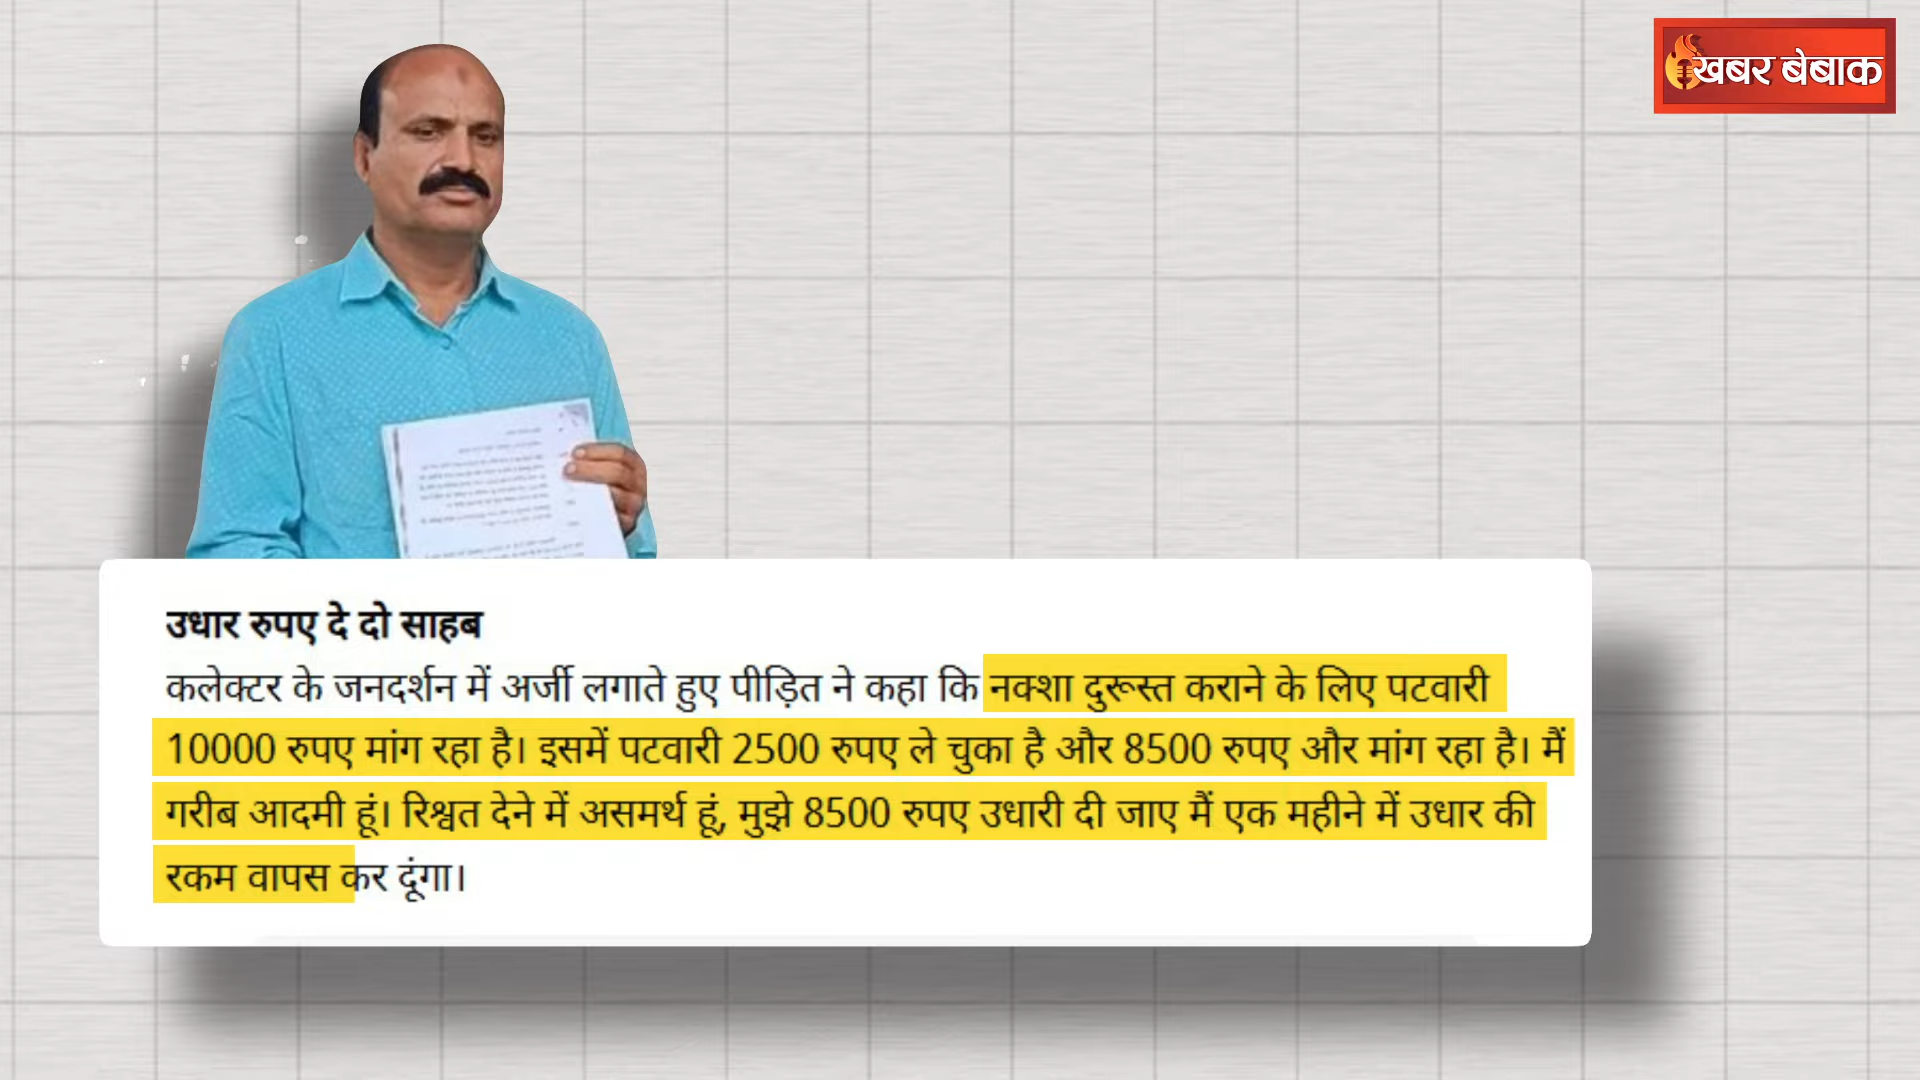 खबर बेबाक
उधार रुपए दे दो साहब
कलेक्टर के जनदर्शन में अर्जी लगाते हुए पीड़ित ने कहा कि नक्शा दुरूस्त कराने के लिए पटवारी
10000 रुपए मांग रहा है। इसमें पटवारी 2500 रुपए ले चुका है और 8500 रुपए और मांग रहा है। मैं
गरीब आदमी हूं। रिश्वत देने में असमर्थ हूं, मुझे 8500 रुपए उधारी दी जाए मैं एक महीने में उधार की
रकम वापस कर दूंगा।